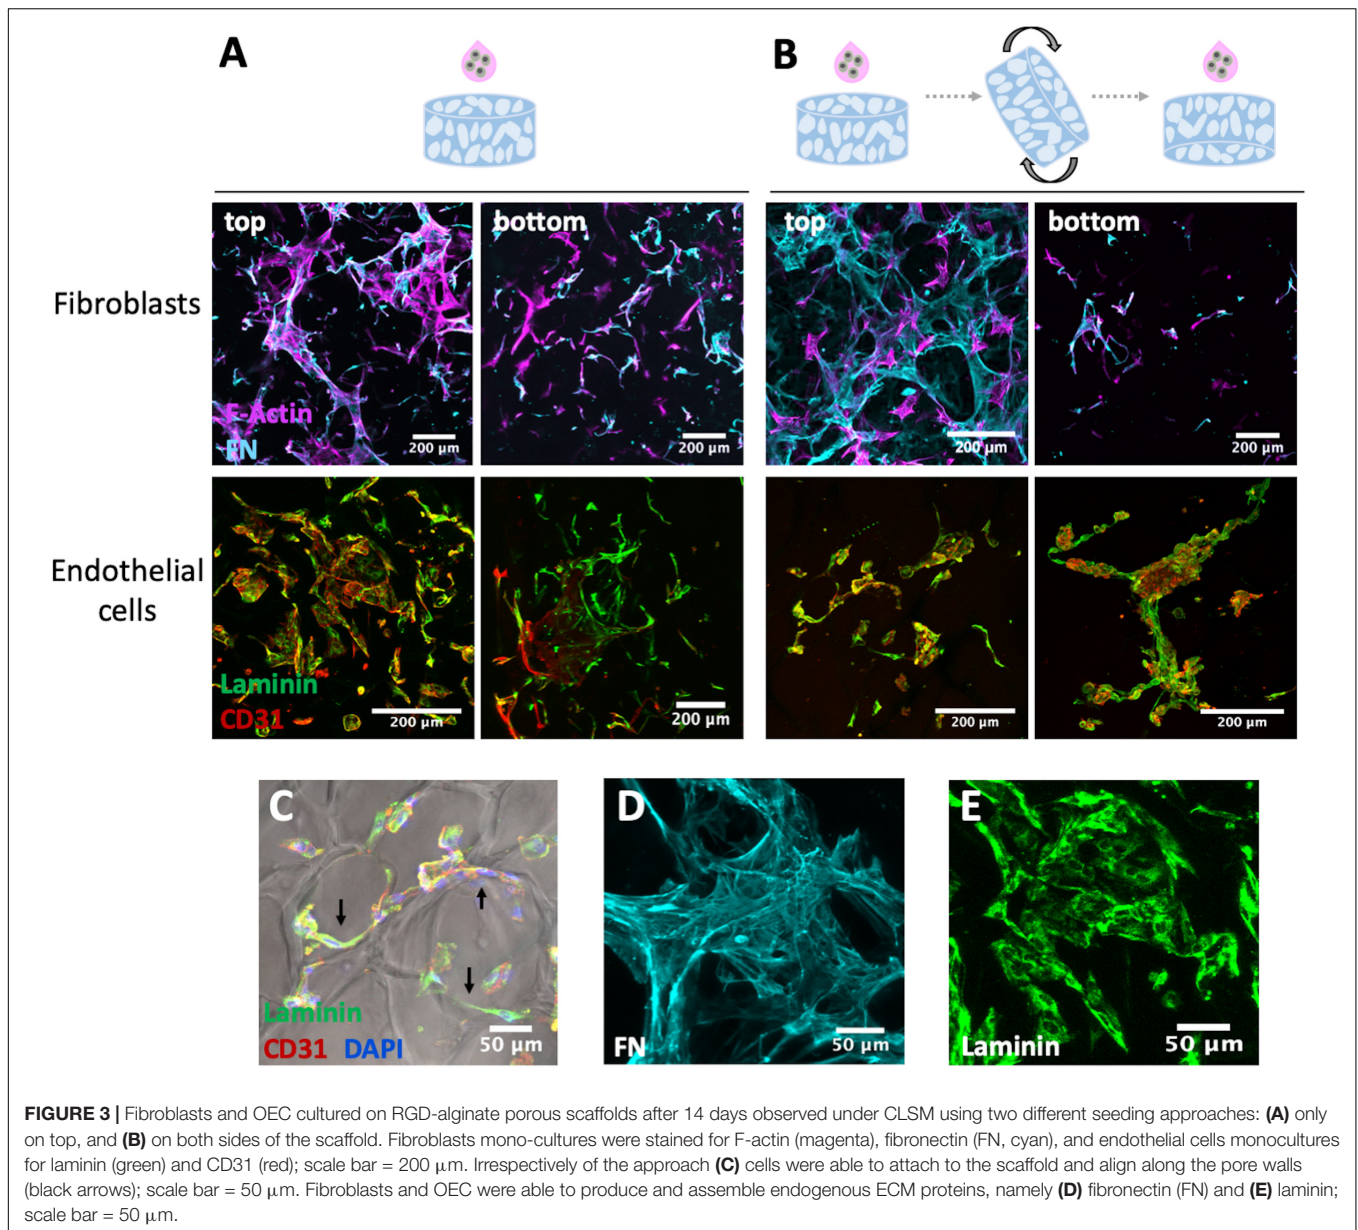 A
B
top
bottom
top
bottom
Fibroblasts
F-Actin
FN
200 µm
200 µm
200 µm
200 µm
Endothelial
cells
Laminin
CD31
200 µm
200 µm
200 µm
200 µm
C
D
E
Laminin
CD31 DAPI
50 µm
FN
50 µm
Laminin
50 µm
FIGURE 3 | Fibroblasts and OEC cultured on RGD-alginate porous scaffolds after 14 days observed under CLSM using two different seeding approaches: (A) only
on top, and (B) on both sides of the scaffold. Fibroblasts mono-cultures were stained for F-actin (magenta), fibronectin (FN, cyan), and endothelial cells monocultures
for laminin (green) and CD31 (red); scale bar = 200 µm. Irrespectively of the approach (C) cells were able to attach to the scaffold and align along the pore walls
(black arrows); scale bar = 50 µm. Fibroblasts and OEC were able to produce and assemble endogenous ECM proteins, namely (D) fibronectin (FN) and (E) laminin;
scale bar = 50 µm.